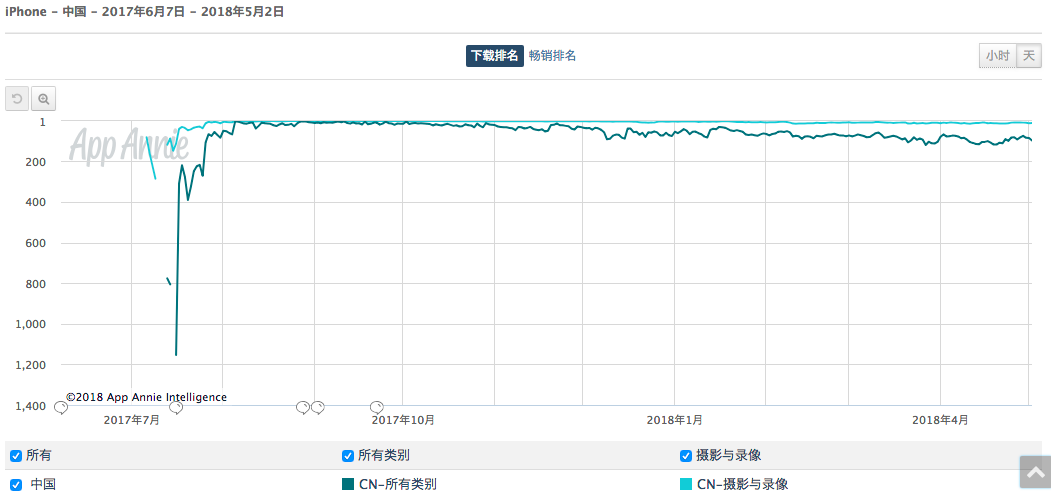 iPhone – 中国 – 2017年6月7日 – 2018年5月2日
下载排名 畅销排名 小时 天
App Annie
1
200
400
600
800
1,000
1,200
1,400
©2018 App Annie Intelligence
2017年7月 2017年10月 2018年1月 2018年4月
所有 所有类别 摄影与录像
中国 CN-所有类别 CN-摄影与录像